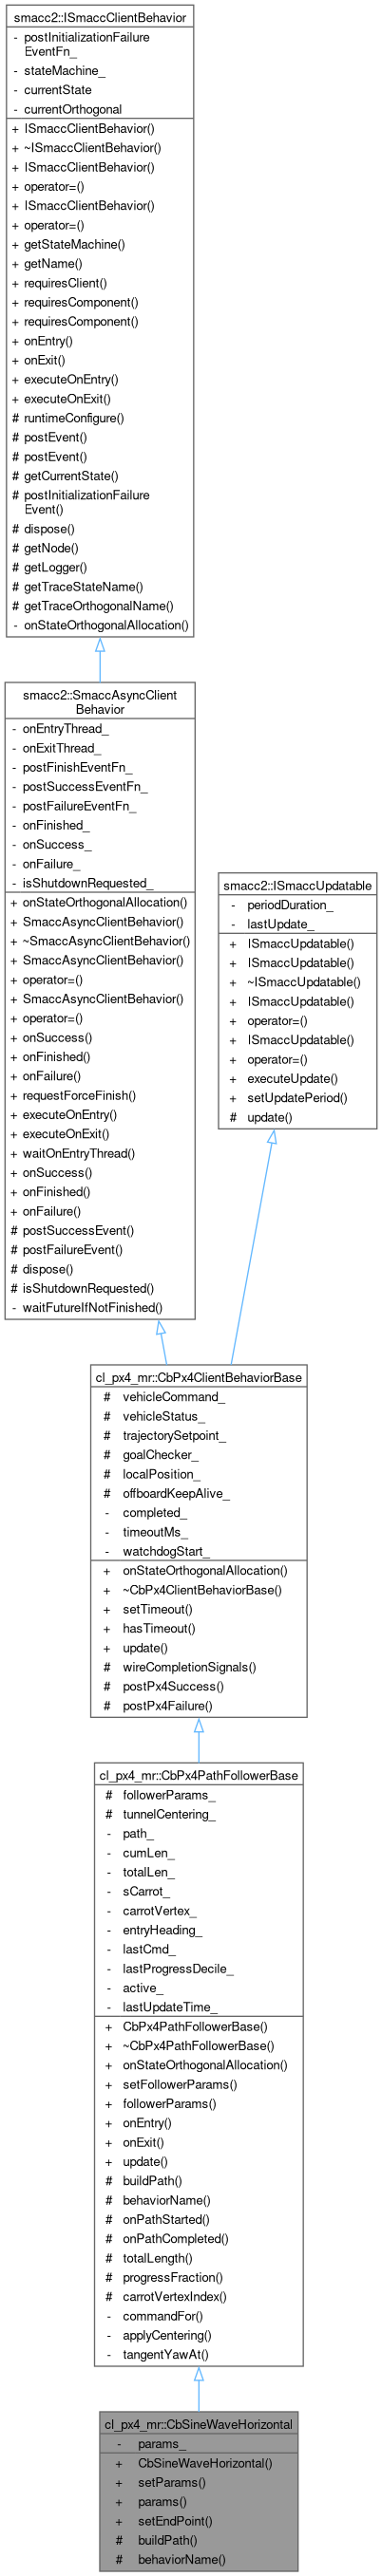 smacc2::ISmaccClientBehavior
- postInitializationFailure
EventFn_
- stateMachine_
- currentState
- currentOrthogonal
+ ISmaccClientBehavior()
+ ~ISmaccClientBehavior()
+ ISmaccClientBehavior()
+ operator=()
+ ISmaccClientBehavior()
+ operator=()
+ getStateMachine()
+ getName()
+ requiresClient()
+ requiresComponent()
+ requiresComponent()
+ onEntry()
+ onExit()
+ executeOnEntry()
+ executeOnExit()
# runtimeConfigure()
# postEvent()
# postEvent()
# getCurrentState()
# postInitializationFailure
Event()
# dispose()
# getNode()
# getLogger()
# getTraceStateName()
# getTraceOrthogonalName()
- onStateOrthogonalAllocation()
smacc2::SmaccAsyncClient
Behavior
- onEntryThread_
- onExitThread_
- postFinishEventFn_
- postSuccessEventFn_
- postFailureEventFn_
- onFinished_
- onSuccess_
- onFailure_
- isShutdownRequested_
+ onStateOrthogonalAllocation()
+ SmaccAsyncClientBehavior()
+ ~SmaccAsyncClientBehavior()
+ SmaccAsyncClientBehavior()
+ operator=()
+ SmaccAsyncClientBehavior()
+ operator=()
+ onSuccess()
+ onFinished()
+ onFailure()
+ requestForceFinish()
+ executeOnEntry()
+ executeOnExit()
+ waitOnEntryThread()
+ onSuccess()
+ onFinished()
+ onFailure()
# postSuccessEvent()
# postFailureEvent()
# dispose()
# isShutdownRequested()
- waitFutureIfNotFinished()
smacc2::ISmaccUpdatable
- periodDuration_
- lastUpdate_
+ ISmaccUpdatable()
+ ISmaccUpdatable()
+ ~ISmaccUpdatable()
+ ISmaccUpdatable()
+ operator=()
+ ISmaccUpdatable()
+ operator=()
+ executeUpdate()
+ setUpdatePeriod()
# update()
cl_px4_mr::CbPx4ClientBehaviorBase
# vehicleCommand_
# vehicleStatus_
# trajectorySetpoint_
# goalChecker_
# localPosition_
# offboardKeepAlive_
- completed_
- timeoutMs_
- watchdogStart_
+ onStateOrthogonalAllocation()
+ ~CbPx4ClientBehaviorBase()
+ setTimeout()
+ hasTimeout()
+ update()
# wireCompletionSignals()
# postPx4Success()
# postPx4Failure()
cl_px4_mr::CbPx4PathFollowerBase
# followerParams_
# tunnelCentering_
- path_
- cumLen_
- totalLen_
- sCarrot_
- carrotVertex_
- entryHeading_
- lastCmd_
- lastProgressDecile_
- active_
- lastUpdateTime_
+ CbPx4PathFollowerBase()
+ ~CbPx4PathFollowerBase()
+ onStateOrthogonalAllocation()
+ setFollowerParams()
+ followerParams()
+ onEntry()
+ onExit()
+ update()
# buildPath()
# behaviorName()
# onPathStarted()
# onPathCompleted()
# totalLength()
# progressFraction()
# carrotVertexIndex()
- commandFor()
- applyCentering()
- tangentYawAt()
cl_px4_mr::CbSineWaveHorizontal
- params_
+ CbSineWaveHorizontal()
+ setParams()
+ params()
+ setEndPoint()
# buildPath()
# behaviorName()